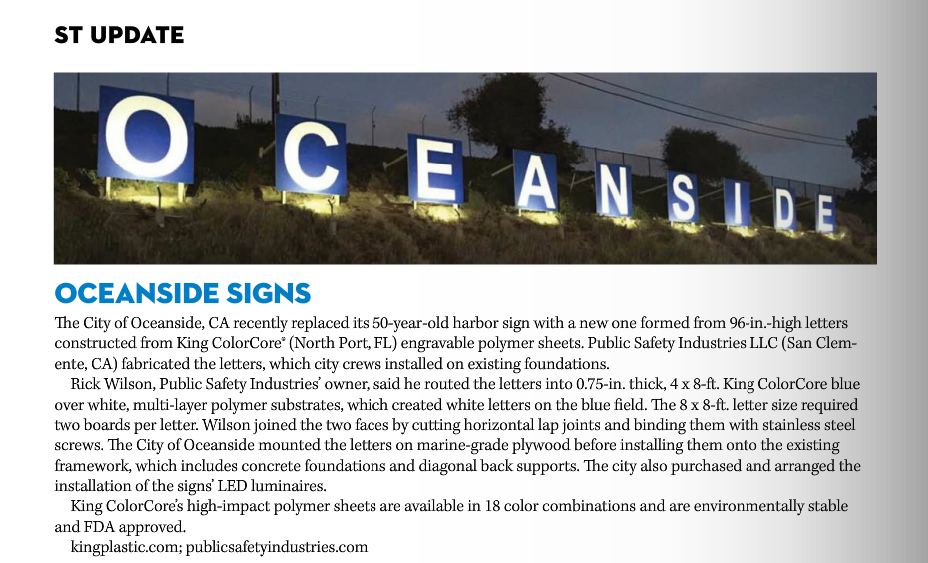 ST UPDATE
OCEANSIDE
OCEANSIDE SIGNS
The City of Oceanside, CA recently replaced its 50-year-old harbor sign with a new one formed from 96-in.-high letters
constructed from King ColorCore® (North Port, FL) engravable polymer sheets. Public Safety Industries LLC (San Clem-
ente, CA) fabricated the letters, which city crews installed on existing foundations.
Rick Wilson, Public Safety Industries’ owner, said he routed the letters into 0.75-in. thick, 4 x 8-ft. King ColorCore blue
over white, multi-layer polymer substrates, which created white letters on the blue field. The 8 x 8-ft. letter size required
two boards per letter. Wilson joined the two faces by cutting horizontal lap joints and binding them with stainless steel
screws. The City of Oceanside mounted the letters on marine-grade plywood before installing them onto the existing
framework, which includes concrete foundations and diagonal back supports. The city also purchased and arranged the
installation of the signs’ LED luminaires.
King ColorCore’s high-impact polymer sheets are available in 18 color combinations and are environmentally stable
and FDA approved.
kingplastic.com; publicsafetyindustries.com